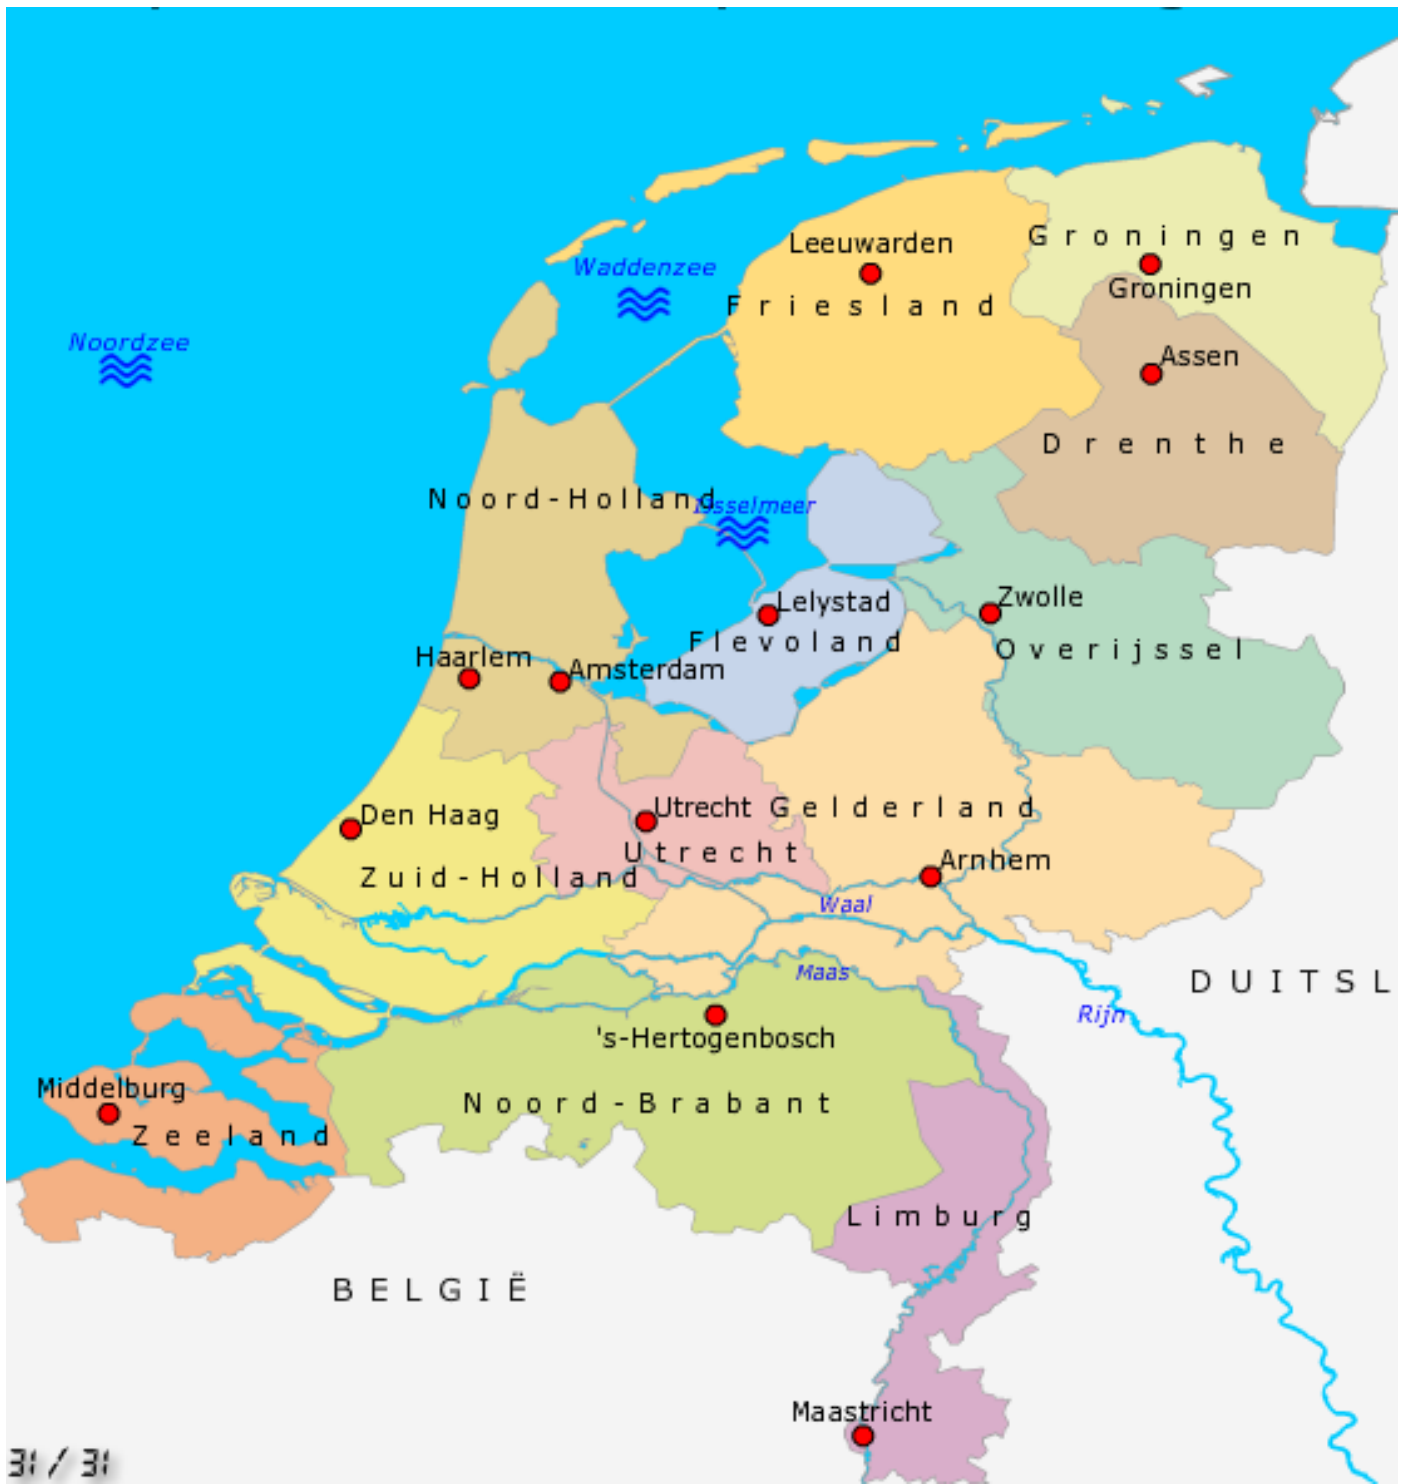 Leeuwarden
Groningen
Waddenzee
Groningen
Friesland
Noordzee
Assen
Drenthe
Noord-Holland
IJsselmeer
Zwolle
Lelystad
Flevoland
Overijssel
Haarlem
Amsterdam
Den Haag
Utrecht
Gelderland
Utrecht
Arnhem
Zuid-Holland
Waal
Maas
DUITSL
Rijn
's-Hertogenbosch
Middelburg
Noord-Brabant
Zeeland
Limburg
BELGIË
Maastricht
31/31